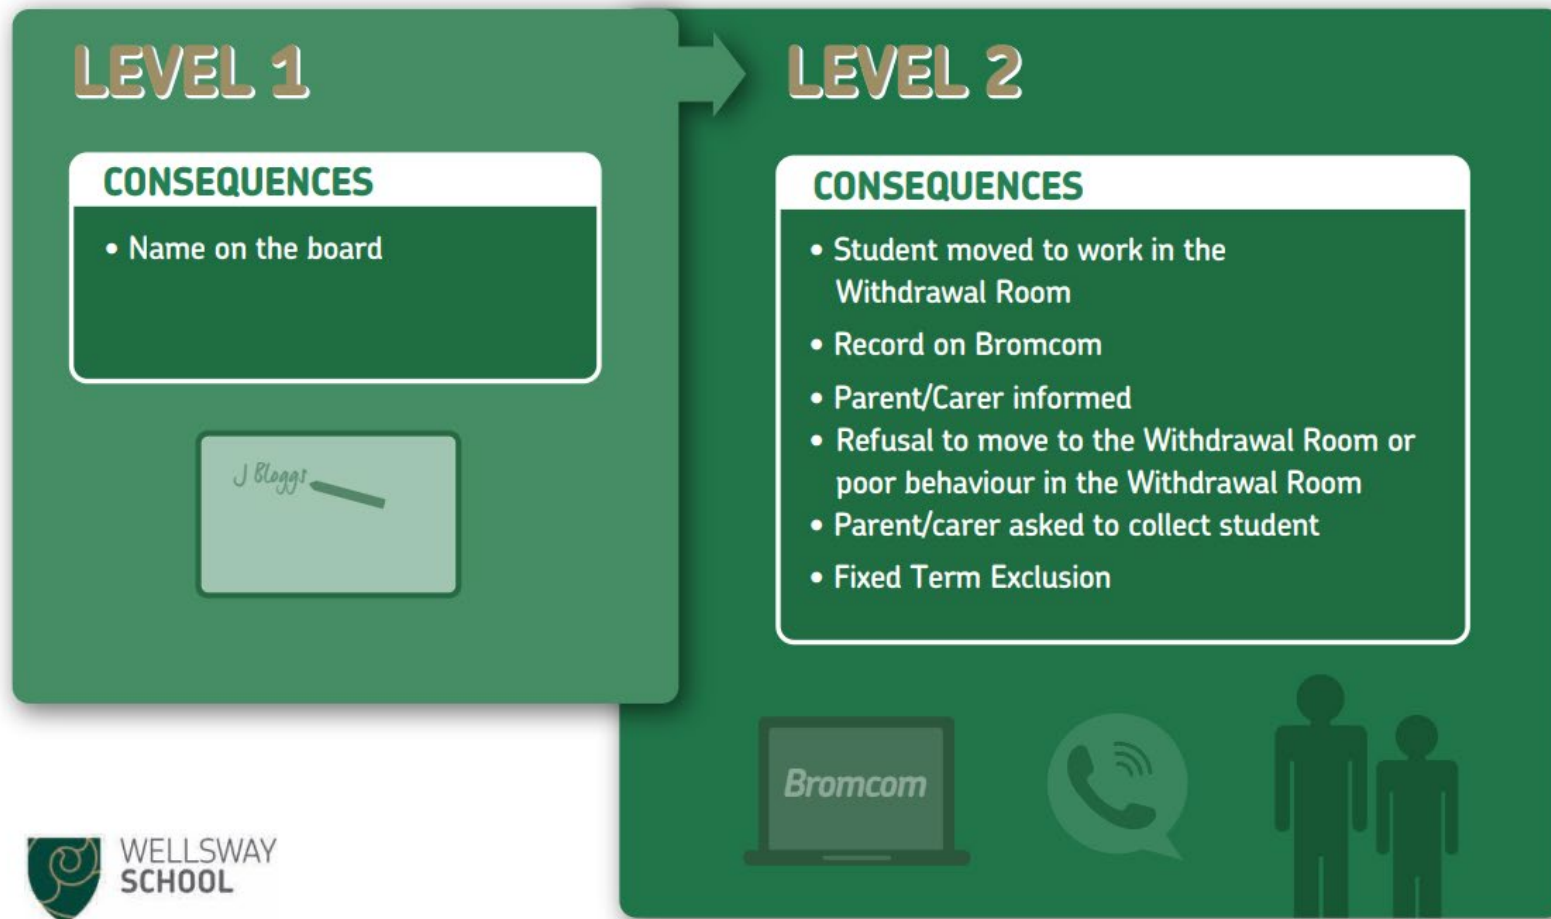 LEVEL 1
CONSEQUENCES
• Name on the board
J Bloggs
LEVEL 2
CONSEQUENCES
• Student moved to work in the
Withdrawal Room
• Record on Bromcom
• Parent/Carer informed
• Refusal to move to the Withdrawal Room or
poor behaviour in the Withdrawal Room
• Parent/carer asked to collect student
• Fixed Term Exclusion
Bromcom
WELLSWAY
SCHOOL